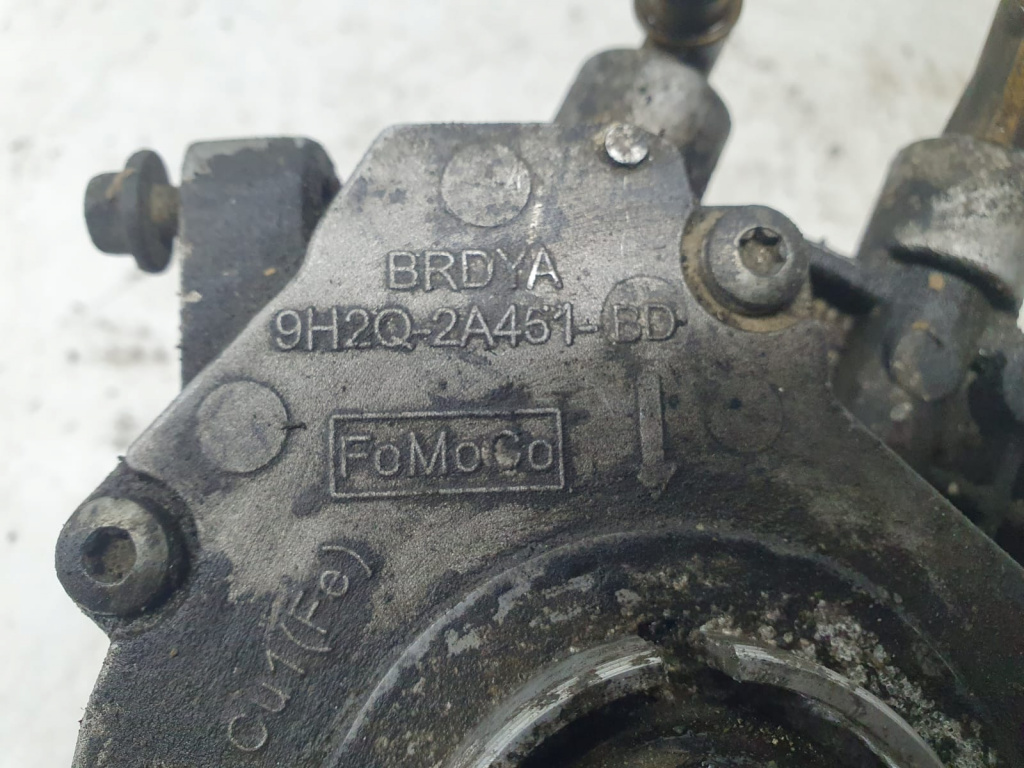 BRDYA
9H2Q-2A451-BD
FoMoCo
Cu1(Fe)